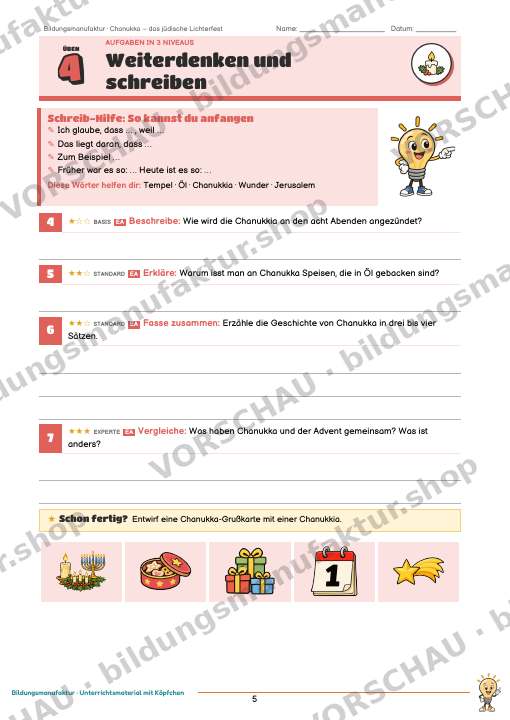 Bildungsmanufaktur · Chanukka – das jüdische Lichterfest
Name: Datum:
ÜBEN
4
AUFGABEN IN 3 NIVEAUS
Weiterdenken und
schreiben
Schreib-Hilfe: So kannst du anfangen
✎ Ich glaube, dass …, weil …
✎ Das liegt daran, dass …
✎ Zum Beispiel …
✎ Früher war es so: … Heute ist es so: …
Diese Wörter helfen dir: Tempel · Öl · Chanukkia · Wunder · Jerusalem
4 ★☆☆ BASIS EA Beschreibe: Wie wird die Chanukkia an den acht Abenden angezündet?
5 ★★☆ STANDARD EA Erkläre: Warum isst man an Chanukka Speisen, die in Öl gebacken sind?
6 ★★☆ STANDARD EA Fasse zusammen: Erzähle die Geschichte von Chanukka in drei bis vier
Sätzen.
7 ★★★ EXPERTE EA Vergleiche: Was haben Chanukka und der Advent gemeinsam? Was ist
anders?
★ Schon fertig? Entwirf eine Chanukka-Grußkarte mit einer Chanukkia.
1
Bildungsmanufaktur · Unterrichtsmaterial mit Köpfchen
5
VORSCHAU · bildungsmanufaktur.shop